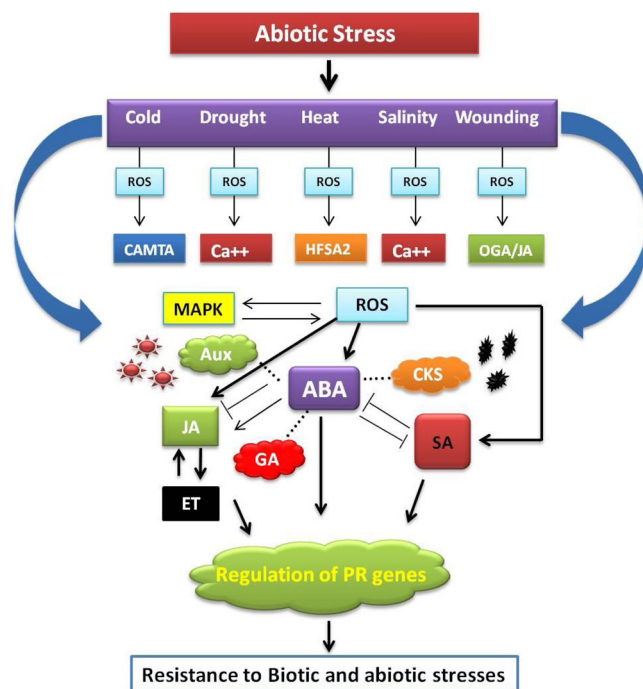 Abiotic Stress
Cold Drought Heat Salinity Wounding
ROS ROS ROS ROS ROS
CAMTA Ca++ HFSA2 Ca++ OGA/JA
MAPK ROS
Aux
ABA CKS
JA SA
GA
ET
Regulation of PR genes
Resistance to Biotic and abiotic stresses